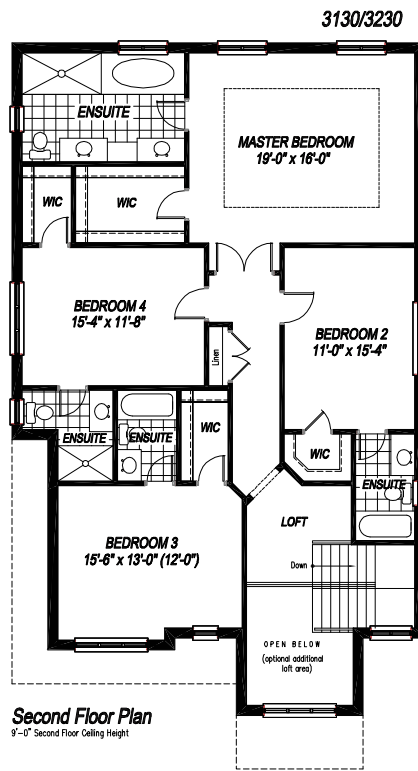 3130/3230
ENSUITE
MASTER BEDROOM
19'-0" x 16'-0"
WIC
WIC
BEDROOM 4
15'-4" x 11'-8"
BEDROOM 2
11'-0" x 15'-4"
Linen
ENSUITE
ENSUITE
WIC
WIC
ENSUITE
LOFT
BEDROOM 3
15'-6" x 13'-0" (12'-0")
Down
OPEN BELOW
(optional additional
loft area)
Second Floor Plan
9'-0" Second Floor Ceiling Height